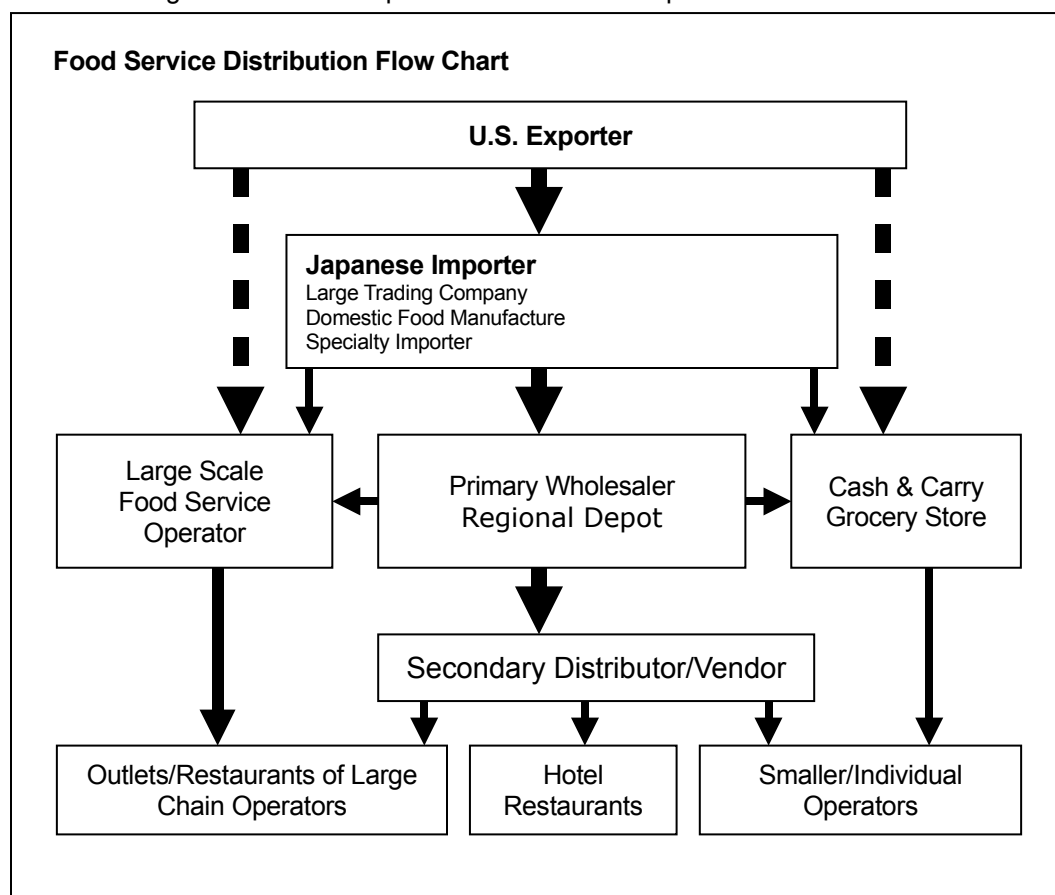 Food Service Distribution Flow Chart
U.S. Exporter
Japanese Importer
Large Trading Company
Domestic Food Manufacture
Specialty Importer
Large Scale
Food Service
Operator
Primary Wholesaler
Regional Depot
Cash & Carry
Grocery Store
Secondary Distributor/Vendor
Outlets/Restaurants of Large
Chain Operators
Hotel
Restaurants
Smaller/Individual
Operators